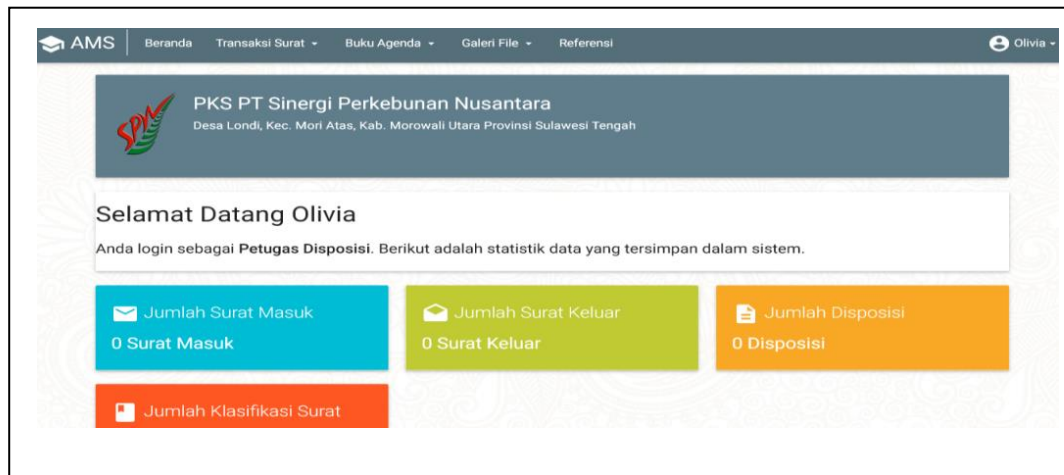 AMS Beranda Transaksi Surat Buku Agenda Galeri File Referensi Olivia
SPN
PKS PT Sinergi Perkebunan Nusantara
Desa Londi, Kec. Mori Atas, Kab. Morowali Utara Provinsi Sulawesi Tengah
Selamat Datang Olivia
Anda login sebagai Petugas Disposisi. Berikut adalah statistik data yang tersimpan dalam sistem.
Jumlah Surat Masuk
0 Surat Masuk
Jumlah Surat Keluar
0 Surat Keluar
Jumlah Disposisi
0 Disposisi
Jumlah Klasifikasi Surat